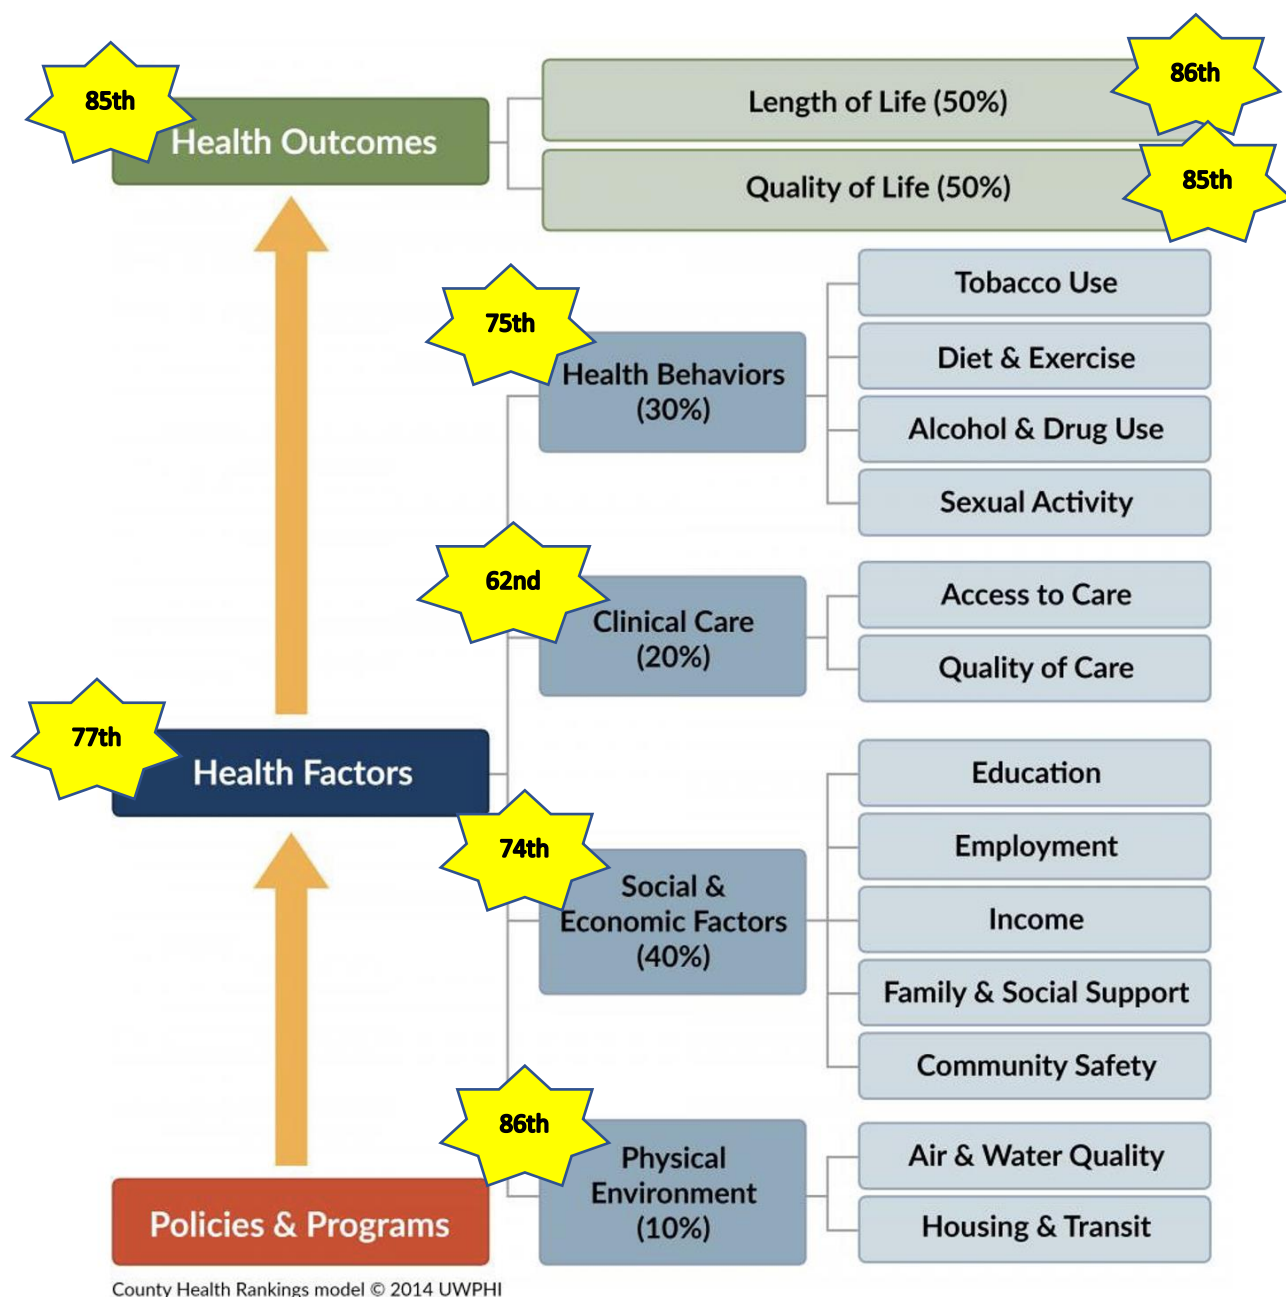 85th
Health Outcomes
Length of Life (50%)
86th
Quality of Life (50%)
85th
75th
Health Behaviors
(30%)
Tobacco Use
Diet & Exercise
Alcohol & Drug Use
Sexual Activity
62nd
Clinical Care
(20%)
Access to Care
Quality of Care
77th
Health Factors
74th
Social &
Economic Factors
(40%)
Education
Employment
Income
Family & Social Support
Community Safety
86th
Physical
Environment
(10%)
Air & Water Quality
Housing & Transit
Policies & Programs
County Health Rankings model © 2014 UWPHI